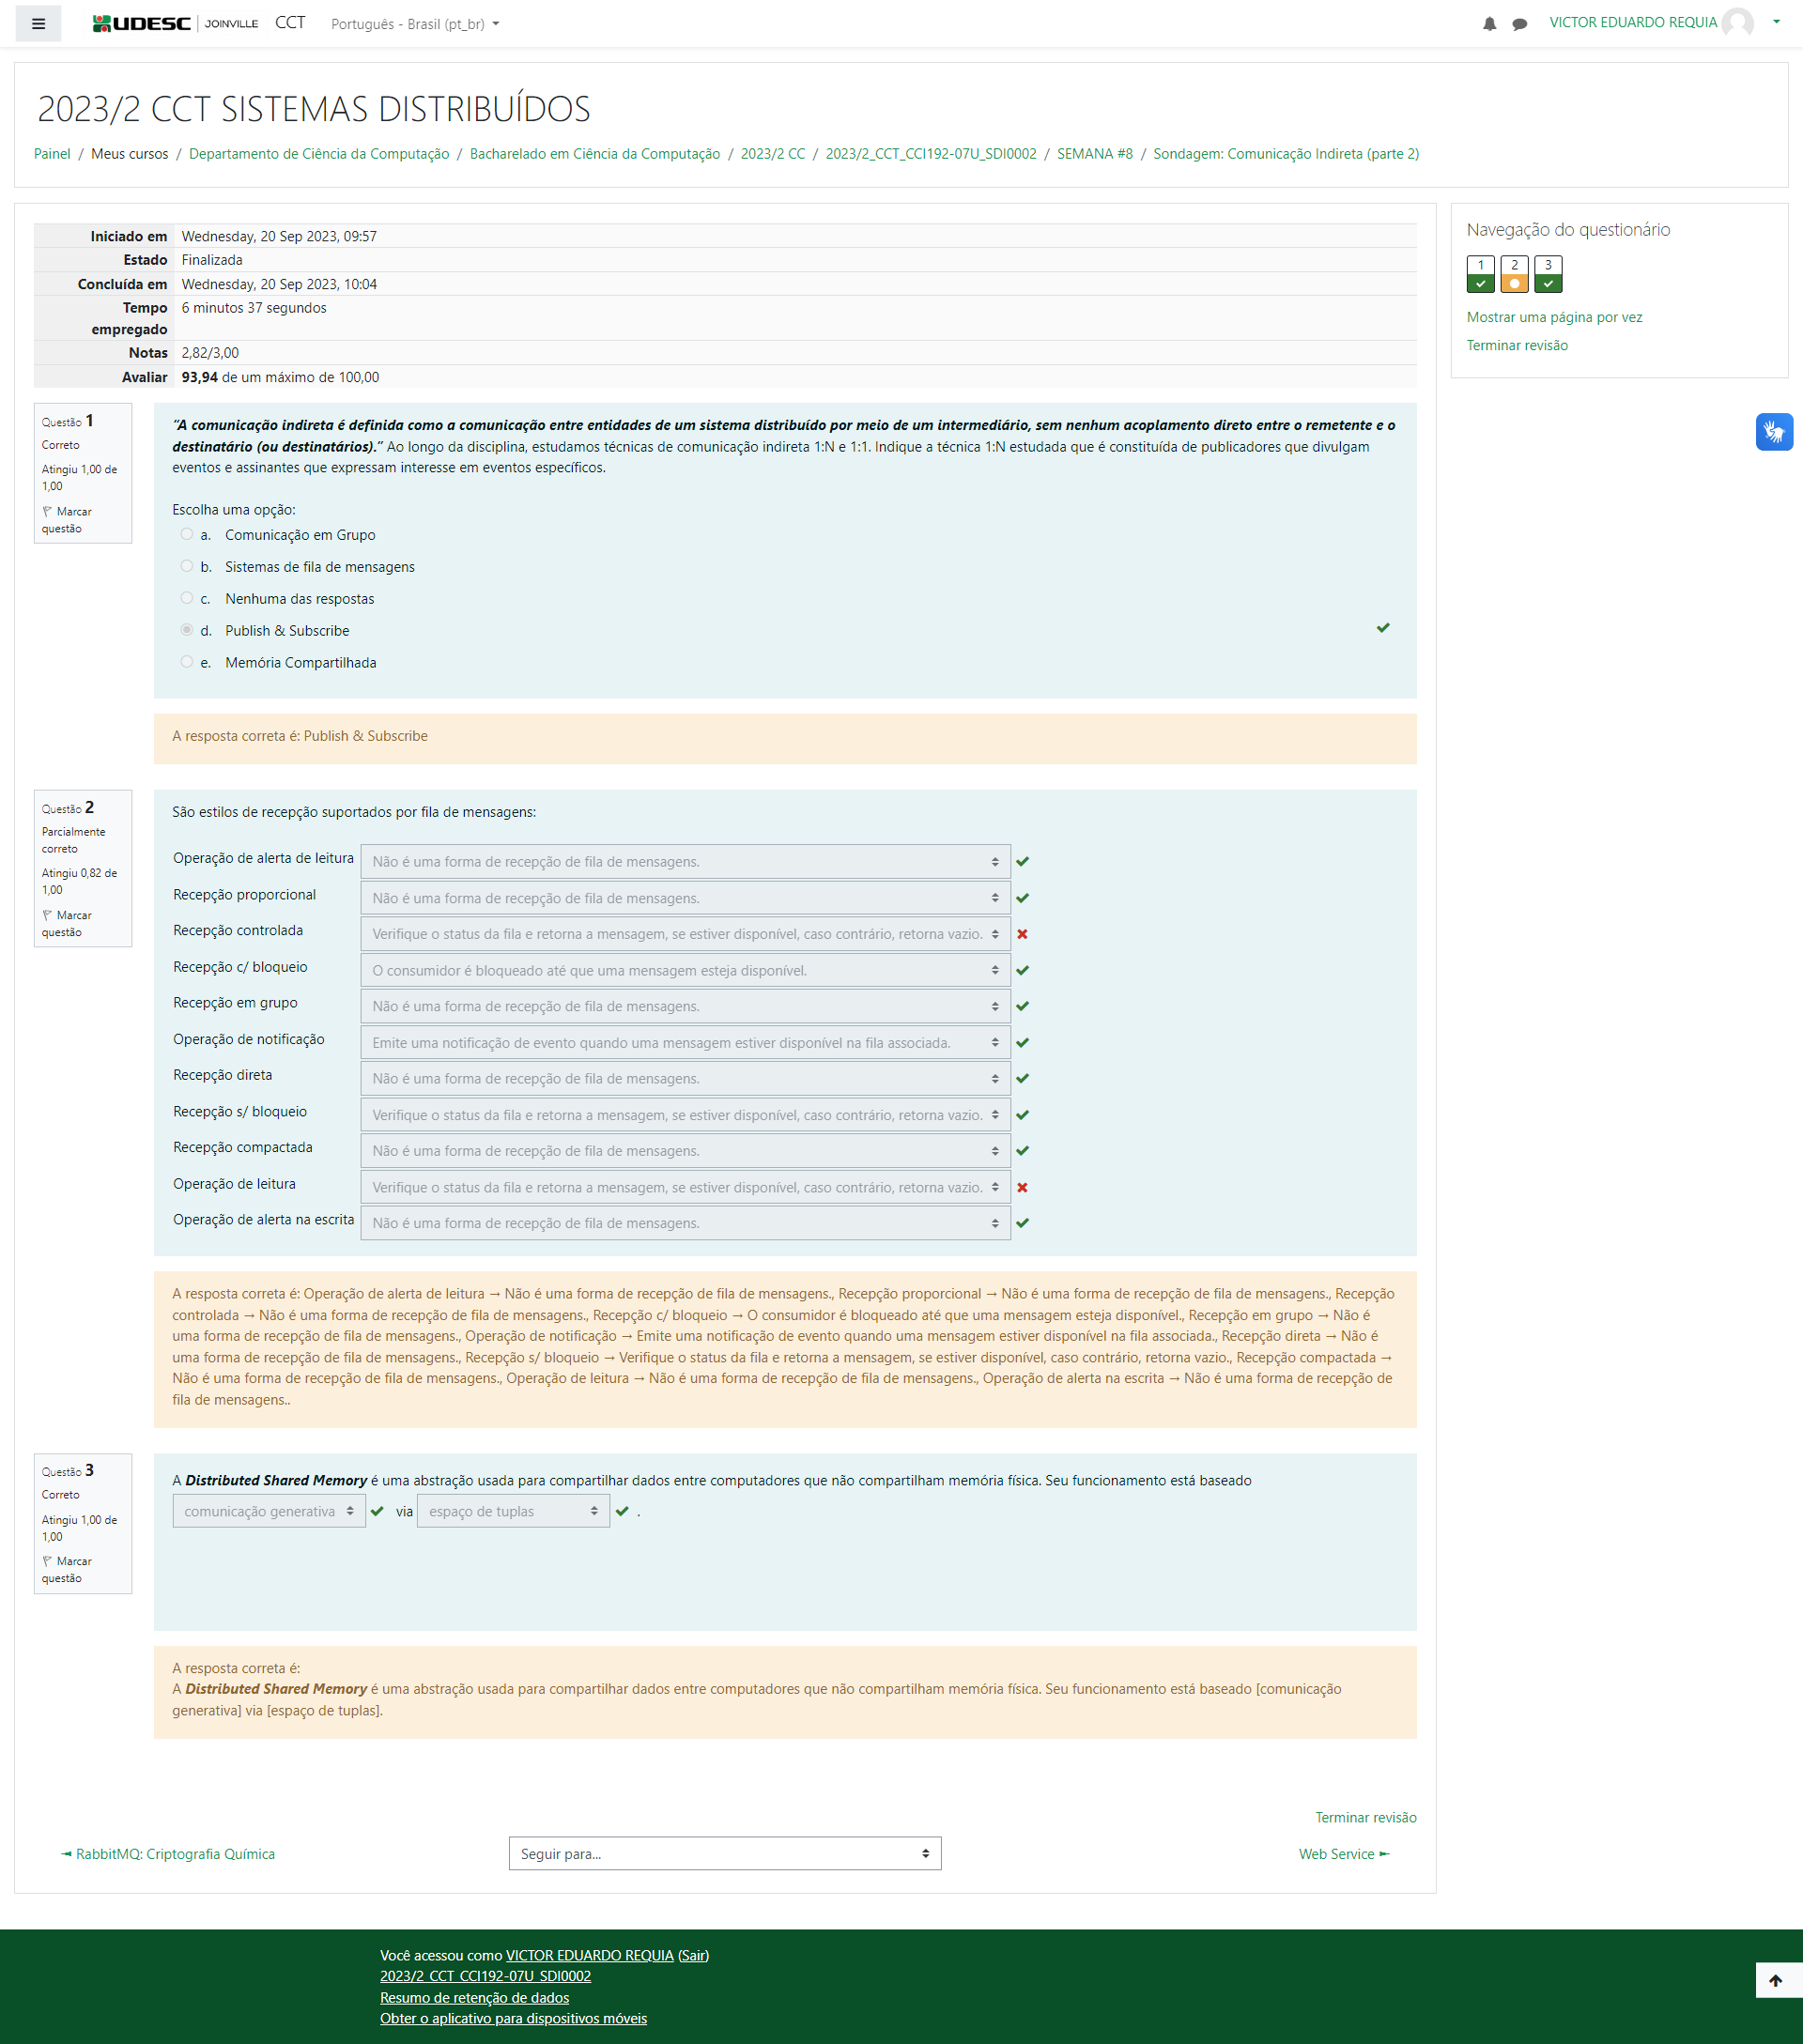 UDESC JOINVILLE CCT Português - Brasil (pt_br) VICTOR EDUARDO REQUIA
2023/2 CCT SISTEMAS DISTRIBUÍDOS
Painel / Meus cursos / Departamento de Ciência da Computação / Bacharelado em Ciência da Computação / 2023/2 CC / 2023/2_CCT_CCI192-07U_SDI0002 / SEMANA #8 / Sondagem: Comunicação Indireta (parte 2)
Iniciado em Wednesday, 20 Sep 2023, 09:57
Estado Finalizada
Concluída em Wednesday, 20 Sep 2023, 10:04
Tempo empregado 6 minutos 37 segundos
Notas 2,82/3,00
Avaliar 93,94 de um máximo de 100,00
Navegação do questionário
1 2 3
Mostrar uma página por vez
Terminar revisão
Questão 1
Correto
Atingiu 1,00 de
1,00
Marcar
questão
"A comunicação indireta é definida como a comunicação entre entidades de um sistema distribuído por meio de um intermediário, sem nenhum acoplamento direto entre o remetente e o
destinatário (ou destinatários)." Ao longo da disciplina, estudamos técnicas de comunicação indireta 1:N e 1:1. Indique a técnica 1:N estudada que é constituída de publicadores que divulgam
eventos e assinantes que expressam interesse em eventos específicos.
Escolha uma opção:
a. Comunicação em Grupo
b. Sistemas de fila de mensagens
c. Nenhuma das respostas
d. Publish & Subscribe
e. Memória Compartilhada
A resposta correta é: Publish & Subscribe
Questão 2
Parcialmente
correto
Atingiu 0,82 de
1,00
Marcar
questão
São estilos de recepção suportados por fila de mensagens:
Operação de alerta de leitura Não é uma forma de recepção de fila de mensagens.
Recepção proporcional Não é uma forma de recepção de fila de mensagens.
Recepção controlada Verifique o status da fila e retorna a mensagem, se estiver disponível, caso contrário, retorna vazio.
Recepção c/ bloqueio O consumidor é bloqueado até que uma mensagem esteja disponível.
Recepção em grupo Não é uma forma de recepção de fila de mensagens.
Operação de notificação Emite uma notificação de evento quando uma mensagem estiver disponível na fila associada.
Recepção direta Não é uma forma de recepção de fila de mensagens.
Recepção s/ bloqueio Verifique o status da fila e retorna a mensagem, se estiver disponível, caso contrário, retorna vazio.
Recepção compactada Não é uma forma de recepção de fila de mensagens.
Operação de leitura Verifique o status da fila e retorna a mensagem, se estiver disponível, caso contrário, retorna vazio.
Operação de alerta na escrita Não é uma forma de recepção de fila de mensagens.
A resposta correta é: Operação de alerta de leitura → Não é uma forma de recepção de fila de mensagens., Recepção proporcional → Não é uma forma de recepção de fila de mensagens., Recepção
controlada → Não é uma forma de recepção de fila de mensagens., Recepção c/ bloqueio → O consumidor é bloqueado até que uma mensagem esteja disponível., Recepção em grupo → Não é
uma forma de recepção de fila de mensagens., Operação de notificação → Emite uma notificação de evento quando uma mensagem estiver disponível na fila associada., Recepção direta → Não é
uma forma de recepção de fila de mensagens., Recepção s/ bloqueio → Verifique o status da fila e retorna a mensagem, se estiver disponível, caso contrário, retorna vazio., Recepção compactada →
Não é uma forma de recepção de fila de mensagens., Operação de leitura → Não é uma forma de recepção de fila de mensagens., Operação de alerta na escrita → Não é uma forma de recepção de
fila de mensagens..
Questão 3
Correto
Atingiu 1,00 de
1,00
Marcar
questão
A Distributed Shared Memory é uma abstração usada para compartilhar dados entre computadores que não compartilham memória física. Seu funcionamento está baseado
comunicação generativa via espaço de tuplas .
A resposta correta é:
A Distributed Shared Memory é uma abstração usada para compartilhar dados entre computadores que não compartilham memória física. Seu funcionamento está baseado [comunicação
generativa] via [espaço de tuplas].
Terminar revisão
◄ RabbitMQ: Criptografia Química Seguir para... Web Service ►
Você acessou como VICTOR EDUARDO REQUIA (Sair)
2023/2_CCT_CCI192-07U_SDI0002
Resumo de retenção de dados
Obter o aplicativo para dispositivos móveis